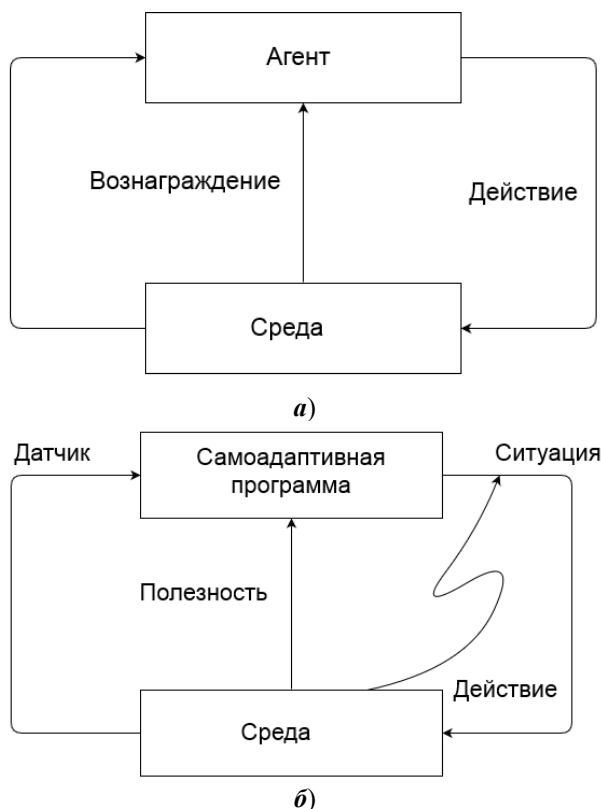 Агент
Вознаграждение
Действие
Среда
а)
Датчик
Самоадаптивная
программа
Ситуация
Полезность
Действие
Среда
б)